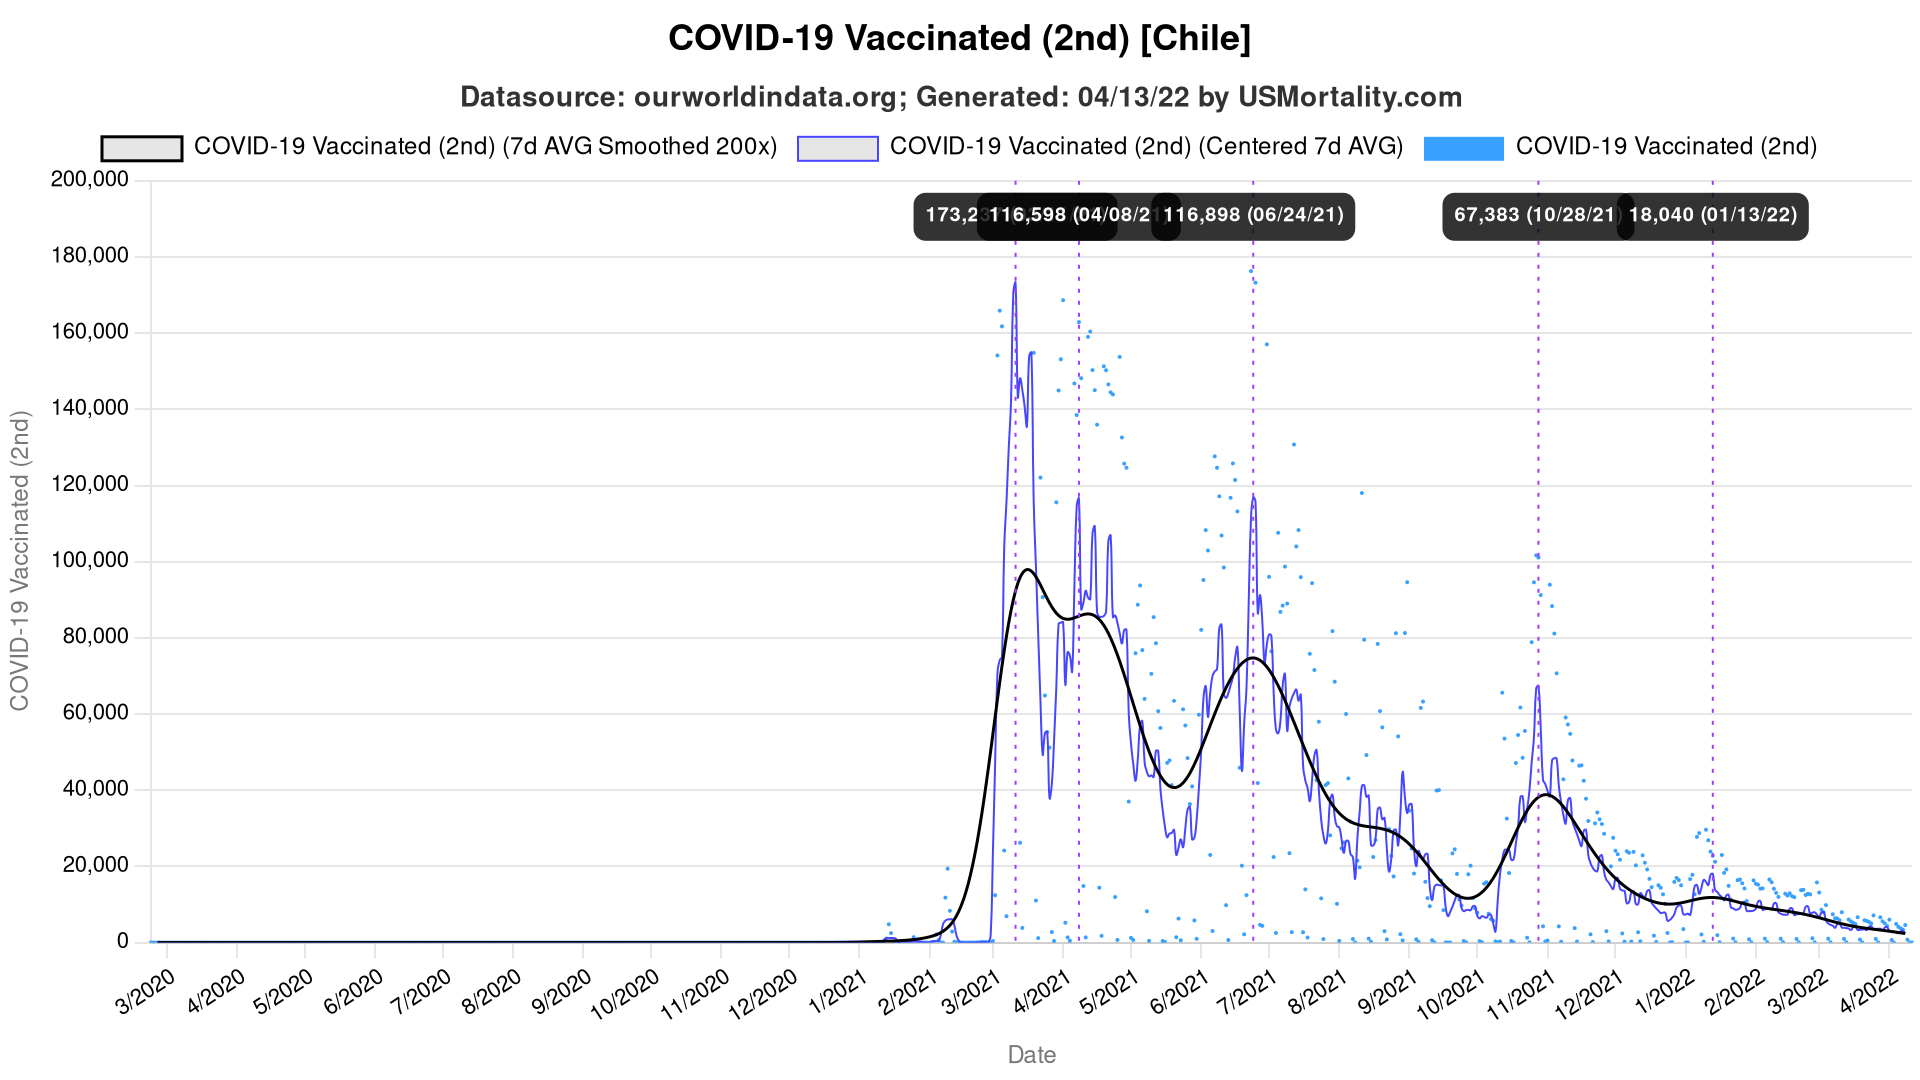 COVID-19 Vaccinated (2nd) [Chile]
Datasource: ourworldindata.org; Generated: 04/13/22 by USMortality.com
COVID-19 Vaccinated (2nd) (7d AVG Smoothed 200x) COVID-19 Vaccinated (2nd) (Centered 7d AVG) COVID-19 Vaccinated (2nd)
200,000
116,598 (04/08/21) 116,898 (06/24/21) 67,383 (10/28/21) 18,040 (01/13/22)
180,000
160,000
140,000
120,000
100,000
80,000
60,000
40,000
20,000
0
COVID-19 Vaccinated (2nd)
3/2020 4/2020 5/2020 6/2020 7/2020 8/2020 9/2020 10/2020 11/2020 12/2020 1/2021 2/2021 3/2021 4/2021 5/2021 6/2021 7/2021 8/2021 9/2021 10/2021 11/2021 12/2021 1/2022 2/2022 3/2022 4/2022
Date